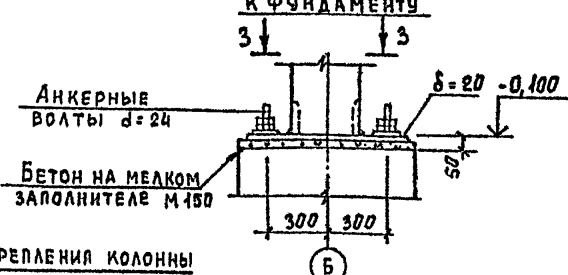 К ФУНДАМЕНТУ
3 3
АНКЕРНЫЕ
БОЛТЫ d=24
δ=20 -0,100
50
БЕТОН НА МЕЛКОМ
ЗАПОЛНИТЕЛЕ М150
300 300
РЕПЛЕНИЯ КОЛОННЫ
Б